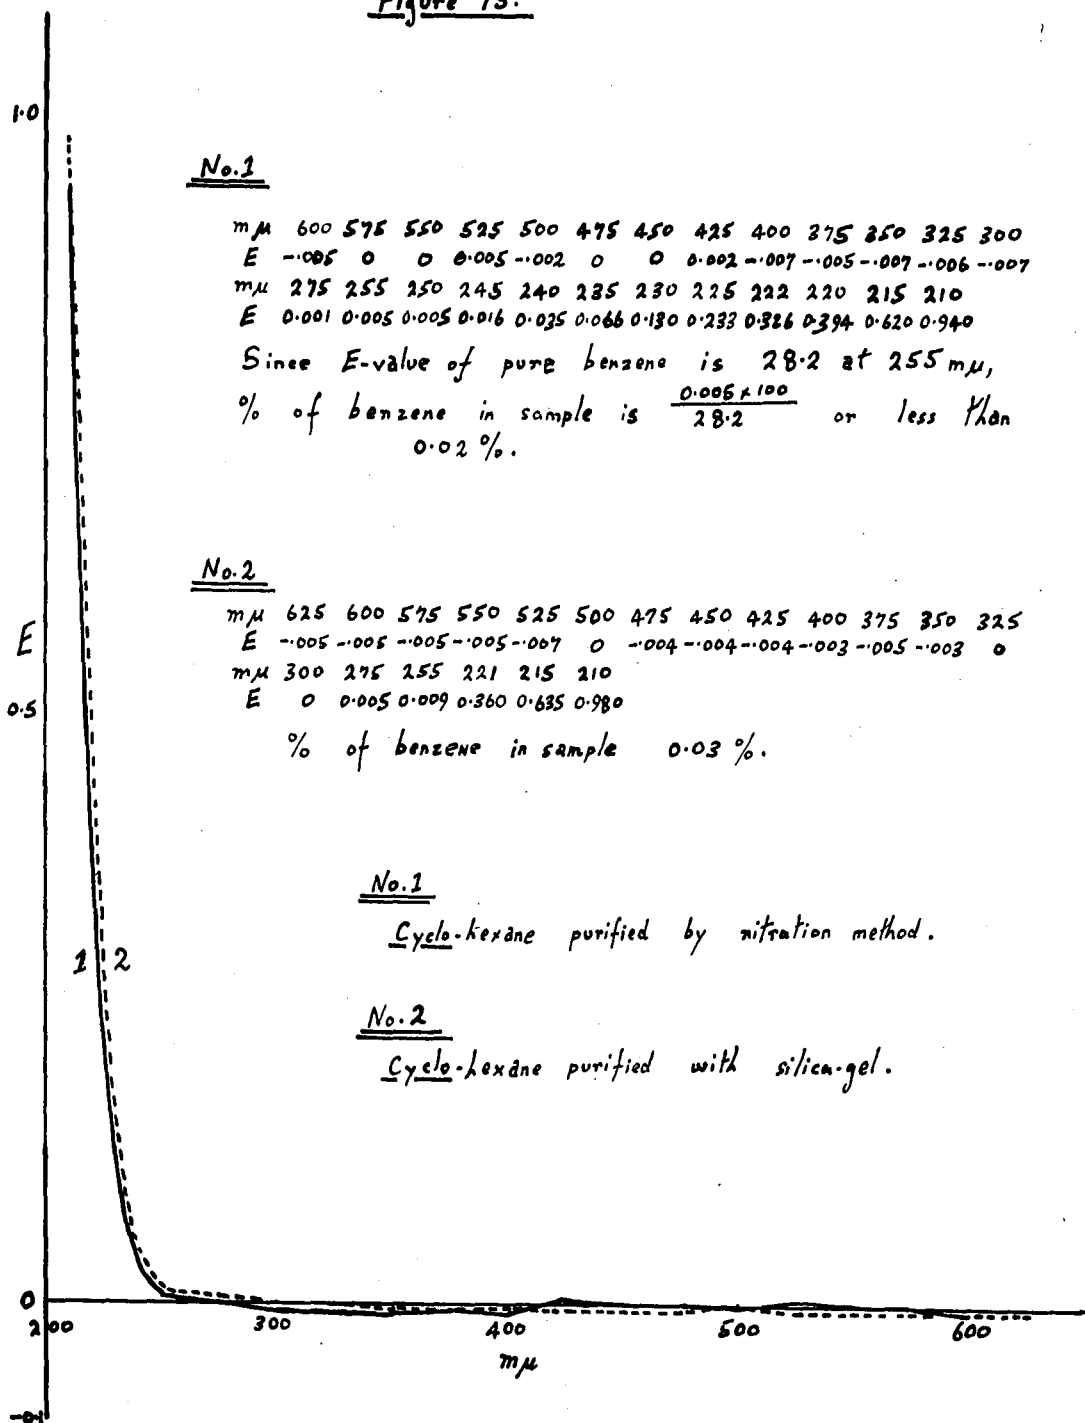 Figure 13.
1.0
No.1
mμ 600 575 550 525 500 475 450 425 400 375 350 325 300
E -.005 0 0 0.005 -.002 0 0 0.002 -.007 -.005 -.007 -.006 -.007
mμ 275 255 250 245 240 235 230 225 222 220 215 210
E 0.001 0.005 0.005 0.016 0.035 0.066 0.130 0.233 0.326 0.394 0.620 0.940
Since E-value of pure benzene is 28.2 at 255 mμ,
% of benzene in sample is 0.005 x 100 / 28.2 or less than
0.02 %.
No.2
mμ 625 600 575 550 525 500 475 450 425 400 375 350 325
E -.005 -.005 -.005 -.005 -.007 0 -.004 -.004 -.004 -.003 -.005 -.003 0
mμ 300 275 255 221 215 210
E 0 0.005 0.009 0.360 0.635 0.980
E
0.5
% of benzene in sample 0.03 %.
No.1
Cyclo-hexane purified by nitration method.
1 2
No.2
Cyclo-hexane purified with silica-gel.
0
200 300 400 500 600
mμ
-0.1